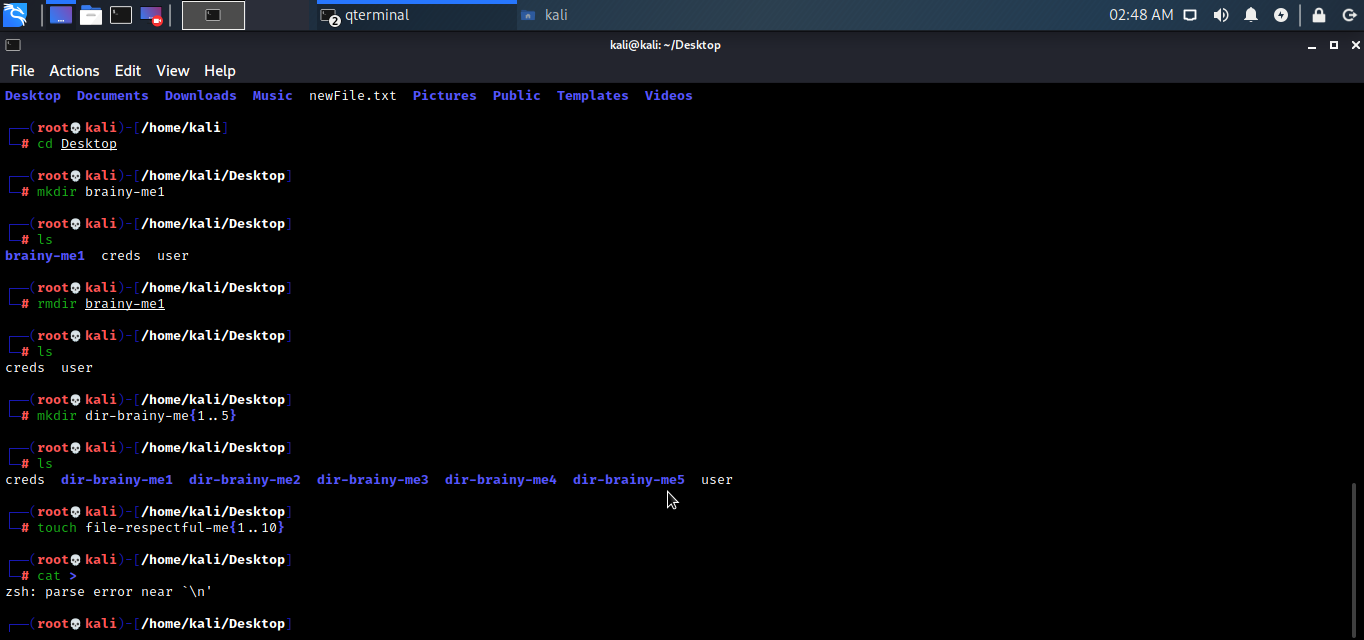 2 qterminal kali 02:48 AM
kali@kali: ~/Desktop
File Actions Edit View Help
Desktop Documents Downloads Music newFile.txt Pictures Public Templates Videos
┌──(root💀kali)-[/home/kali]
└─# cd Desktop
┌──(root💀kali)-[/home/kali/Desktop]
└─# mkdir brainy-me1
┌──(root💀kali)-[/home/kali/Desktop]
└─# ls
brainy-me1 creds user
┌──(root💀kali)-[/home/kali/Desktop]
└─# rmdir brainy-me1
┌──(root💀kali)-[/home/kali/Desktop]
└─# ls
creds user
┌──(root💀kali)-[/home/kali/Desktop]
└─# mkdir dir-brainy-me{1..5}
┌──(root💀kali)-[/home/kali/Desktop]
└─# ls
creds dir-brainy-me1 dir-brainy-me2 dir-brainy-me3 dir-brainy-me4 dir-brainy-me5 user
┌──(root💀kali)-[/home/kali/Desktop]
└─# touch file-respectful-me{1..10}
┌──(root💀kali)-[/home/kali/Desktop]
└─# cat >
zsh: parse error near `\n'
┌──(root💀kali)-[/home/kali/Desktop]